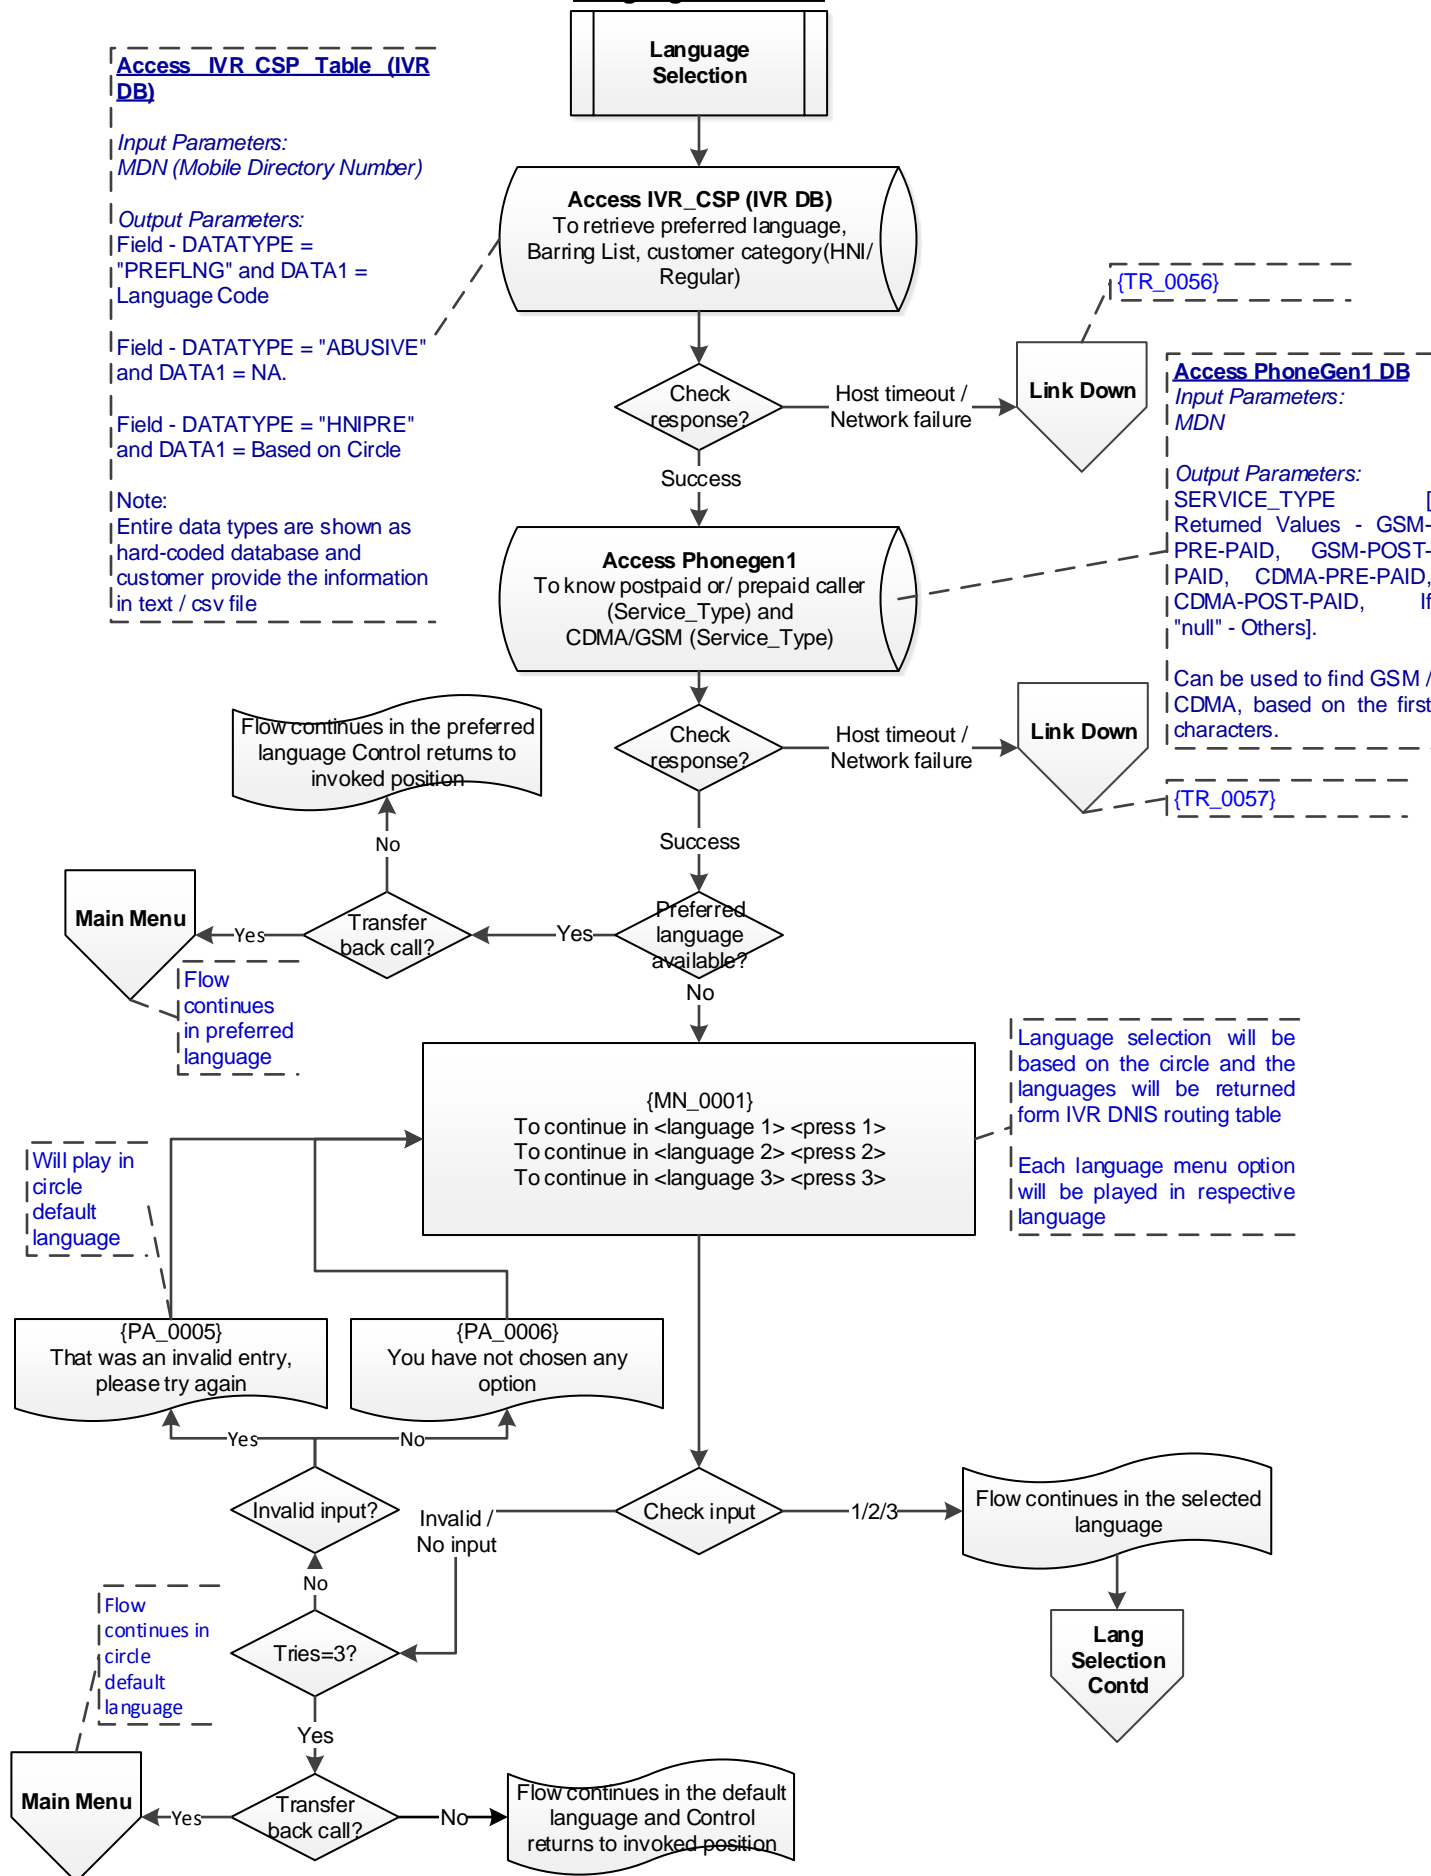 Language
Selection
Access IVR_CSP Table (IVR
DB)
Input Parameters:
MDN (Mobile Directory Number)
Output Parameters:
Field - DATATYPE =
"PREFLNG" and DATA1 =
Language Code
Field - DATATYPE = "ABUSIVE"
and DATA1 = NA.
Field - DATATYPE = "HNIPRE"
and DATA1 = Based on Circle
Note:
Entire data types are shown as
hard-coded database and
customer provide the information
in text / csv file
Access IVR_CSP (IVR DB)
To retrieve preferred language,
Barring List, customer category(HNI/
Regular)
{TR_0056}
Check
response?
Host timeout /
Network failure
Link Down
Success
Access PhoneGen1 DB
Input Parameters:
MDN
Output Parameters:
SERVICE_TYPE [
Returned Values - GSM-
PRE-PAID, GSM-POST-
PAID, CDMA-PRE-PAID,
CDMA-POST-PAID, If
"null" - Others].
Can be used to find GSM /
CDMA, based on the first
characters.
Access Phonegen1
To know postpaid or/ prepaid caller
(Service_Type) and
CDMA/GSM (Service_Type)
Check
response?
Host timeout /
Network failure
Link Down
{TR_0057}
Success
Flow continues in the preferred
language Control returns to
invoked position
No
Main Menu
Yes
Transfer
back call?
Yes
Preferred
language
available?
No
Flow
continues
in preferred
language
{MN_0001}
To continue in <language 1> <press 1>
To continue in <language 2> <press 2>
To continue in <language 3> <press 3>
Language selection will be
based on the circle and the
languages will be returned
form IVR DNIS routing table
Each language menu option
will be played in respective
language
Will play in
circle
default
language
{PA_0005}
That was an invalid entry,
please try again
{PA_0006}
You have not chosen any
option
Yes
No
Invalid input?
Invalid /
No input
Check input
1/2/3
Flow continues in the selected
language
No
Lang
Selection
Contd
Flow
continues in
circle
default
language
Tries=3?
Yes
Main Menu
Yes
Transfer
back call?
No
Flow continues in the default
language and Control
returns to invoked position